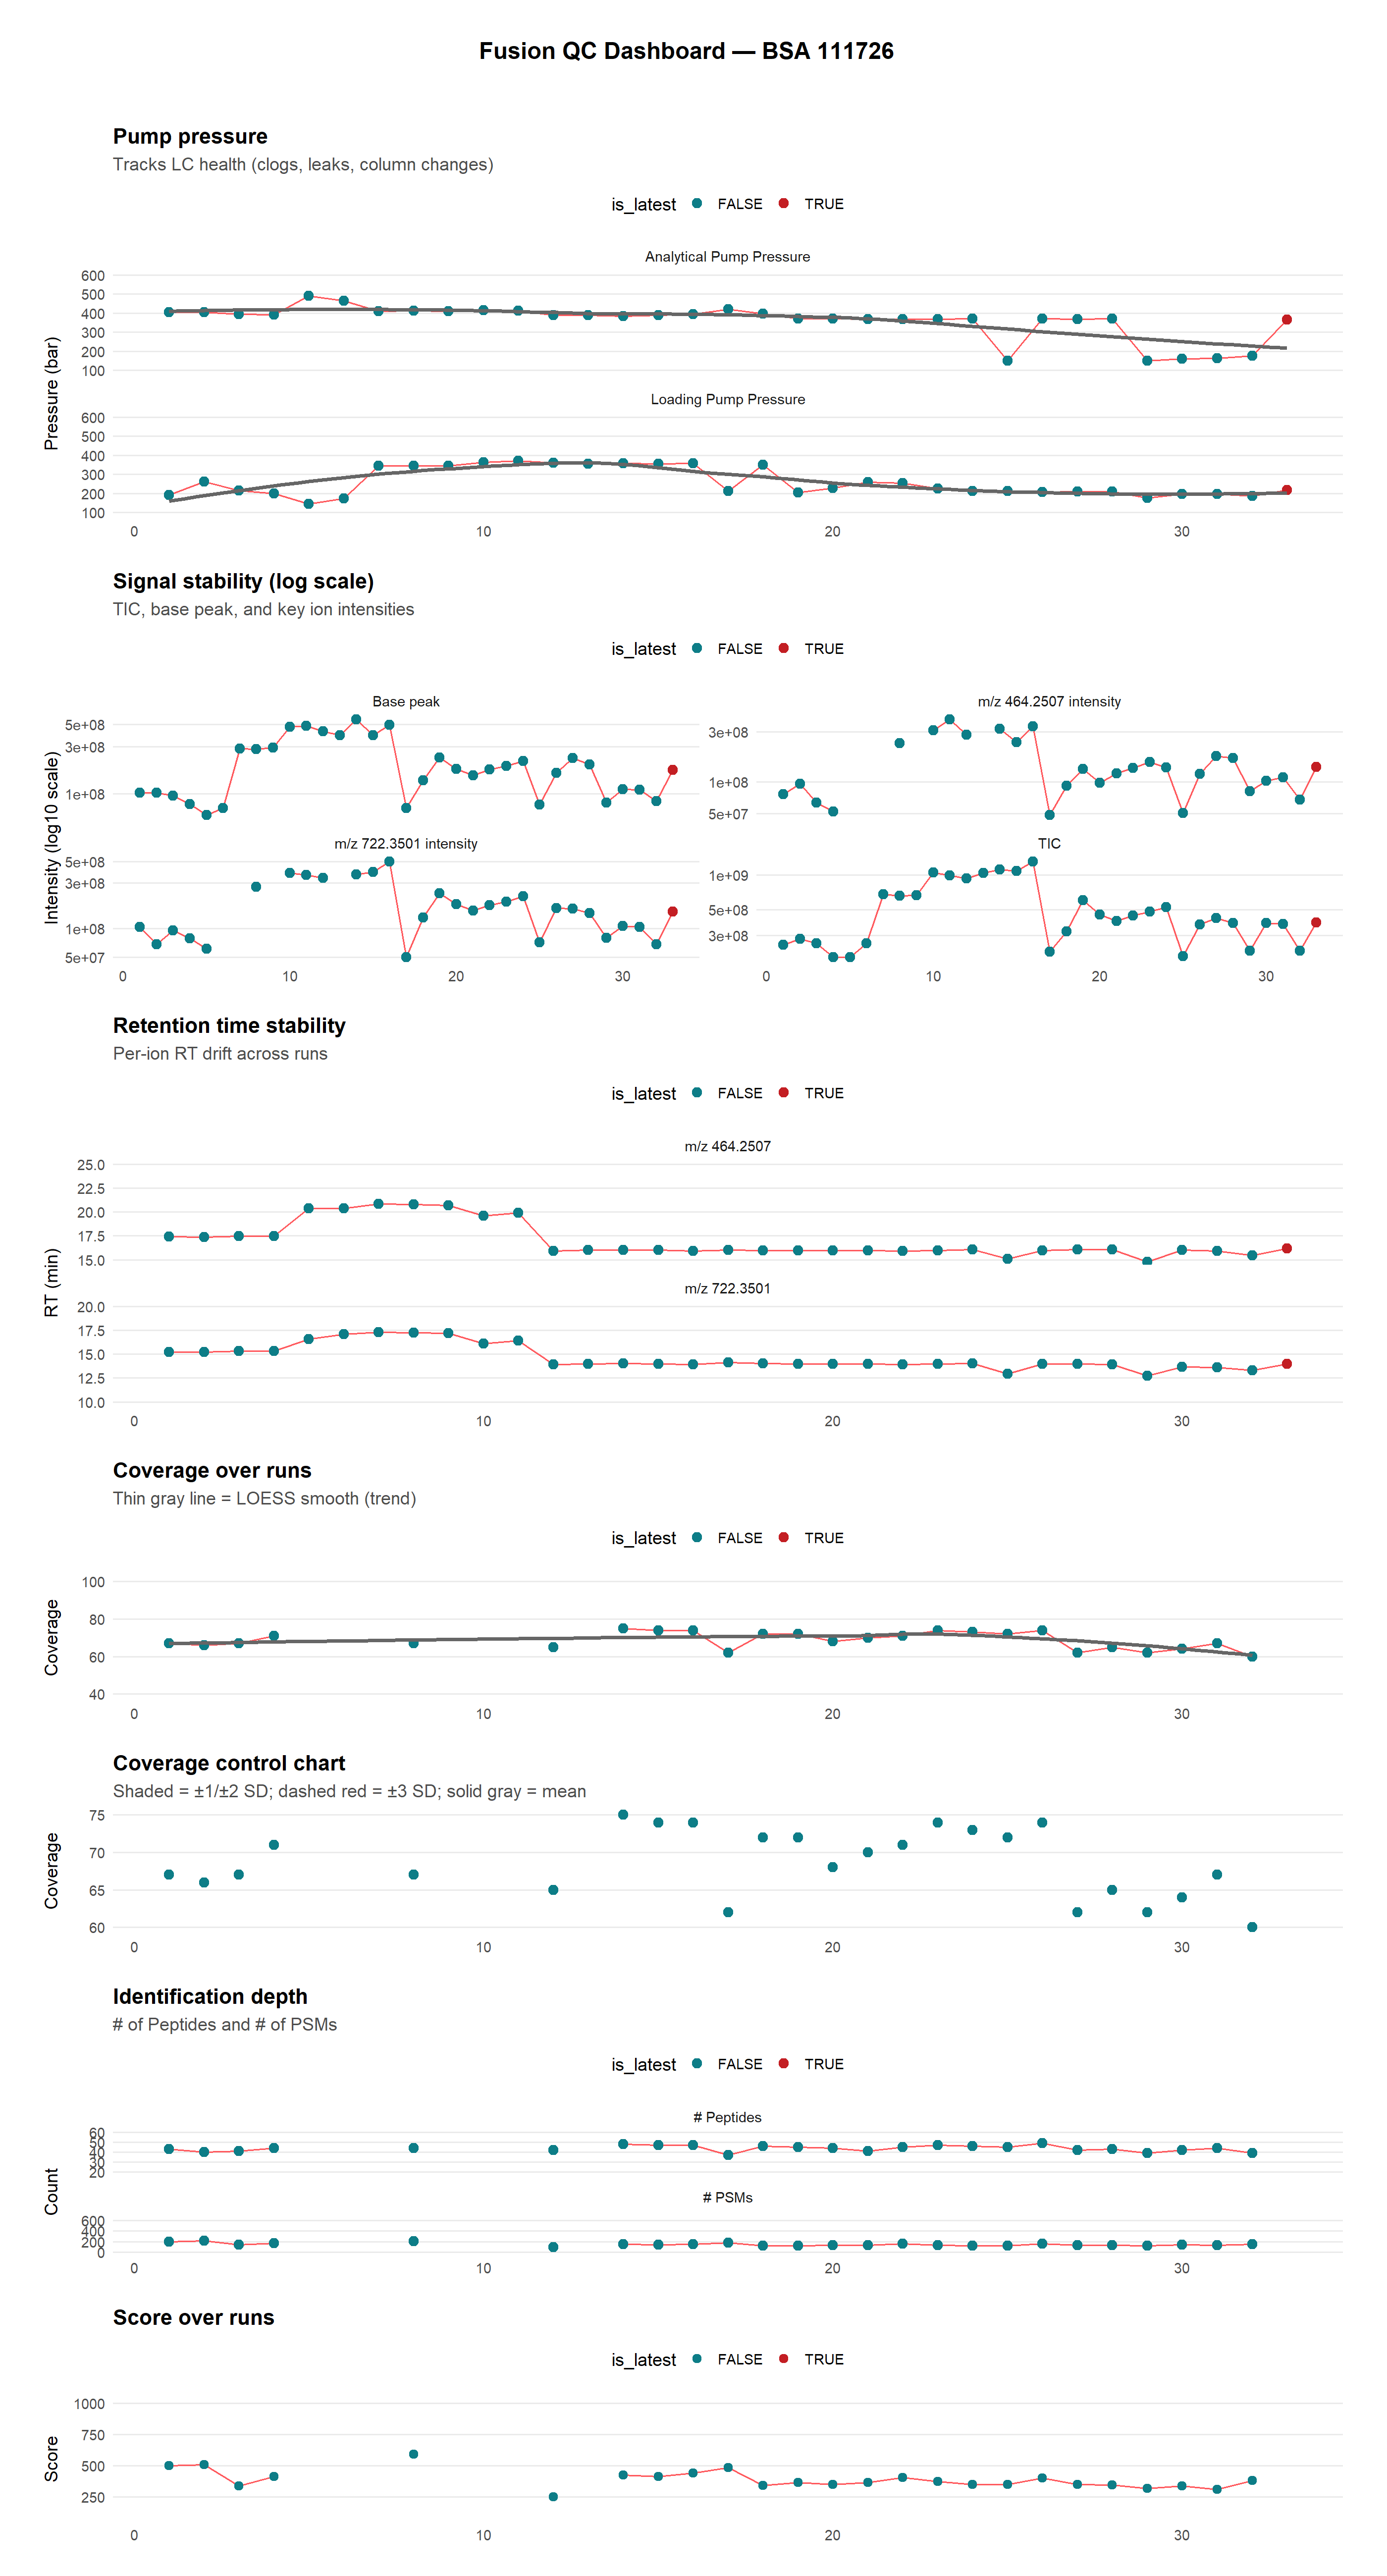 Fusion QC Dashboard — BSA 111726
Pump pressure
Tracks LC health (clogs, leaks, column changes)
is_latest FALSE TRUE
Analytical Pump Pressure
600
500
400
300
200
100
Pressure (bar)
Loading Pump Pressure
600
500
400
300
200
100
0 10 20 30
Signal stability (log scale)
TIC, base peak, and key ion intensities
is_latest FALSE TRUE
Intensity (log10 scale)
Base peak
5e+08
3e+08
1e+08
m/z 464.2507 intensity
3e+08
1e+08
5e+07
m/z 722.3501 intensity
5e+08
3e+08
1e+08
5e+07
0 10 20 30
TIC
1e+09
5e+08
3e+08
0 10 20 30
Retention time stability
Per-ion RT drift across runs
is_latest FALSE TRUE
m/z 464.2507
25.0
22.5
20.0
17.5
15.0
RT (min)
m/z 722.3501
20.0
17.5
15.0
12.5
10.0
0 10 20 30
Coverage over runs
Thin gray line = LOESS smooth (trend)
is_latest FALSE TRUE
Coverage
100
80
60
40
0 10 20 30
Coverage control chart
Shaded = ±1/±2 SD; dashed red = ±3 SD; solid gray = mean
Coverage
75
70
65
60
0 10 20 30
Identification depth
# of Peptides and # of PSMs
is_latest FALSE TRUE
# Peptides
60
50
40
30
20
Count
# PSMs
600
400
200
0
0 10 20 30
Score over runs
is_latest FALSE TRUE
Score
1000
750
500
250
0 10 20 30